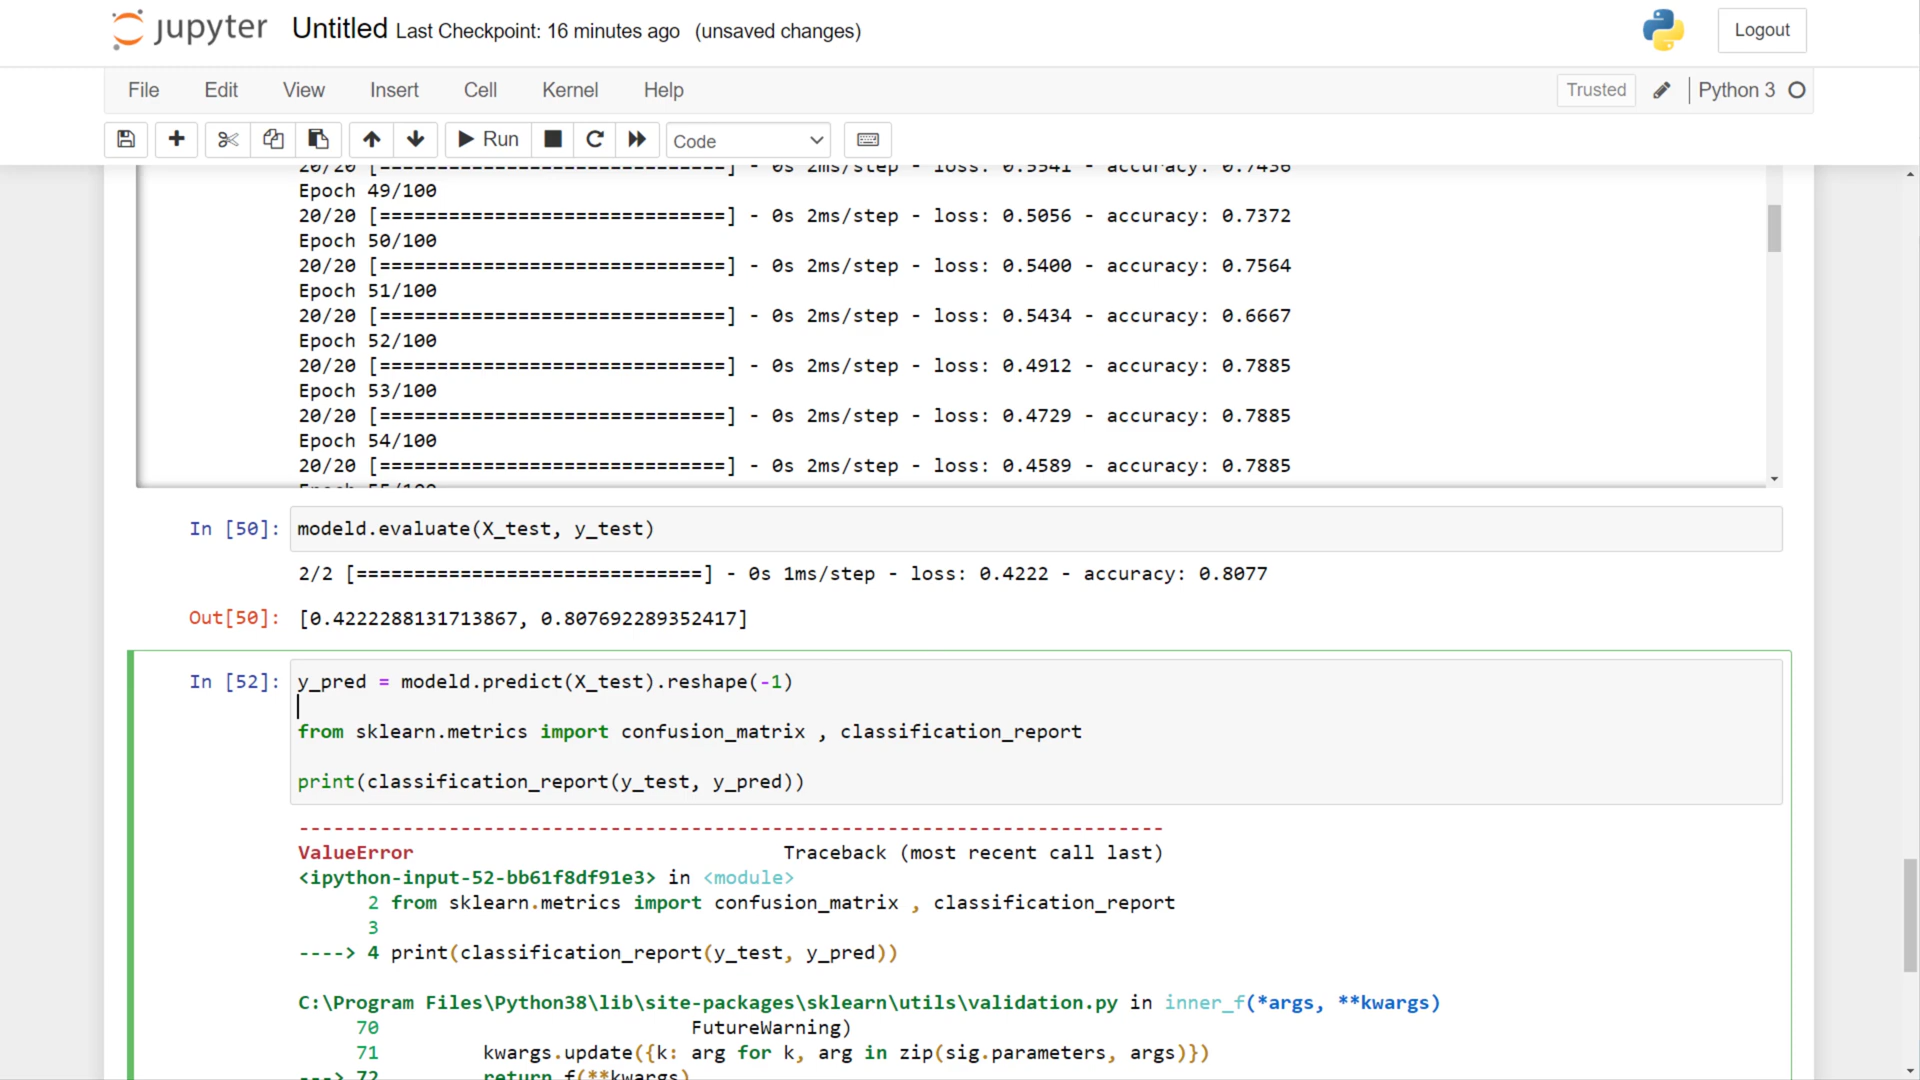 jupyter Untitled Last Checkpoint: 16 minutes ago (unsaved changes) Logout
File Edit View Insert Cell Kernel Help Trusted Python 3
Run Code
20/20 [==============================] - 0s 2ms/step - loss: 0.5541 - accuracy: 0.7436
Epoch 49/100
20/20 [==============================] - 0s 2ms/step - loss: 0.5056 - accuracy: 0.7372
Epoch 50/100
20/20 [==============================] - 0s 2ms/step - loss: 0.5400 - accuracy: 0.7564
Epoch 51/100
20/20 [==============================] - 0s 2ms/step - loss: 0.5434 - accuracy: 0.6667
Epoch 52/100
20/20 [==============================] - 0s 2ms/step - loss: 0.4912 - accuracy: 0.7885
Epoch 53/100
20/20 [==============================] - 0s 2ms/step - loss: 0.4729 - accuracy: 0.7885
Epoch 54/100
20/20 [==============================] - 0s 2ms/step - loss: 0.4589 - accuracy: 0.7885
Epoch 55/100
In [50]: modeld.evaluate(X_test, y_test)
2/2 [==============================] - 0s 1ms/step - loss: 0.4222 - accuracy: 0.8077
Out[50]: [0.4222288131713867, 0.807692289352417]
In [52]: y_pred = modeld.predict(X_test).reshape(-1)
from sklearn.metrics import confusion_matrix , classification_report
print(classification_report(y_test, y_pred))
---------------------------------------------------------------------------
ValueError Traceback (most recent call last)
<ipython-input-52-bb61f8df91e3> in <module>
2 from sklearn.metrics import confusion_matrix , classification_report
3
----> 4 print(classification_report(y_test, y_pred))
C:\Program Files\Python38\lib\site-packages\sklearn\utils\validation.py in inner_f(*args, **kwargs)
70 FutureWarning)
71 kwargs.update({k: arg for k, arg in zip(sig.parameters, args)})
---> 72 return f(**kwargs)